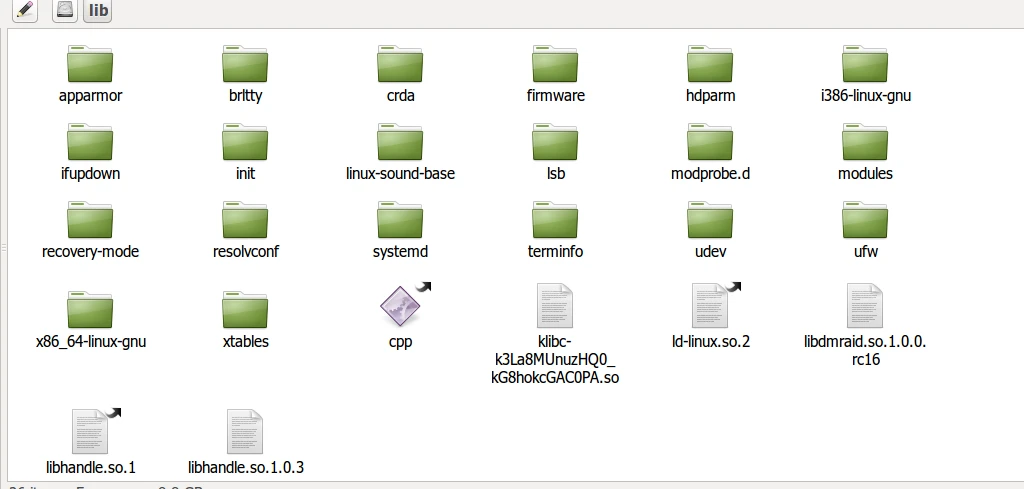 lib
apparmor
brltty
crda
firmware
hdparm
i386-linux-gnu
ifupdown
init
linux-sound-base
lsb
modprobe.d
modules
recovery-mode
resolvconf
systemd
terminfo
udev
ufw
x86_64-linux-gnu
xtables
cpp
klibc-
k3La8MUnuzHQ0_
kG8hokcGAC0PA.so
ld-linux.so.2
libdmraid.so.1.0.0.
rc16
libhandle.so.1
libhandle.so.1.0.3